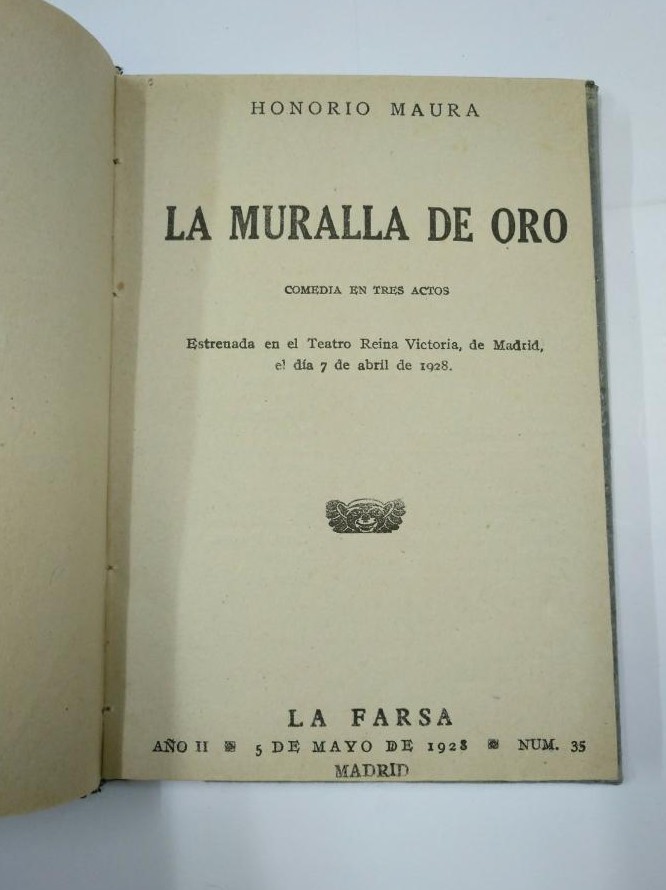 HONORIO MAURA
LA MURALLA DE ORO
COMEDIA EN TRES ACTOS
Estrenada en el Teatro Reina Victoria, de Madrid,
el día 7 de abril de 1928.
LA FARSA
AÑO II 5 DE MAYO DE 1928 NUM. 35
MADRID